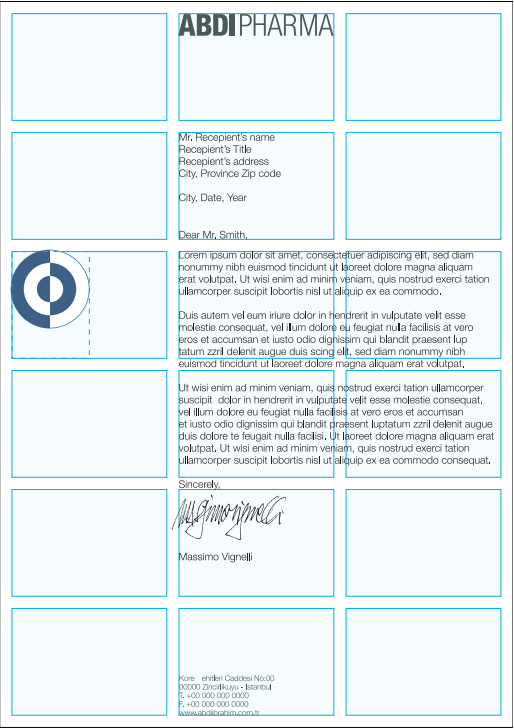 ABDIPHARMA
Mr. Recepient's name
Recepient's Title
Recepient's address
City, Province Zip code
City, Date, Year
Dear Mr, Smith,
Lorem ipsum dolor sit amet, consectetuer adipiscing elit, sed diam
nonummy nibh euismod tincidunt ut laoreet dolore magna aliquam
erat volutpat. Ut wisi enim ad minim veniam, quis nostrud exerci tation
ullamcorper suscipit lobortis nisl ut aliquip ex ea commodo.
Duis autem vel eum iriure dolor in hendrerit in vulputate velit esse
molestie consequat, vel illum dolore eu feugiat nulla facilisis at vero
eros et accumsan et iusto odio dignissim qui blandit praesent lup
tatum zzril delenit augue duis scing elit, sed diam nonummy nibh
euismod tincidunt ut laoreet dolore magna aliquam erat volutpat,
Ut wisi enim ad minim veniam, quis nostrud exerci tation ullamcorper
suscipit dolor in hendrerit in vulputate velit esse molestie consequat,
vel illum dolore eu feugiat nulla facilisis at vero eros et accumsan
et iusto odio dignissim qui blandit praesent luptatum zzril delenit augue
duis dolore te feugait nulla facilisi. Ut laoreet dolore magna aliquam erat
volutpat. Ut wisi enim ad minim veniam, quis nostrud exerci tation
ullamcorper suscipit lobortis nisl ut aliquip ex ea commodo consequat.
Sincerely,
Massimo Vignelli
Kore ehitleri Caddesi No:00
00000 Zincirlikuyu - Istanbul
T. +00 000 000 0000
F. +00 000 000 0000
www.abdiibrahim.com.tr